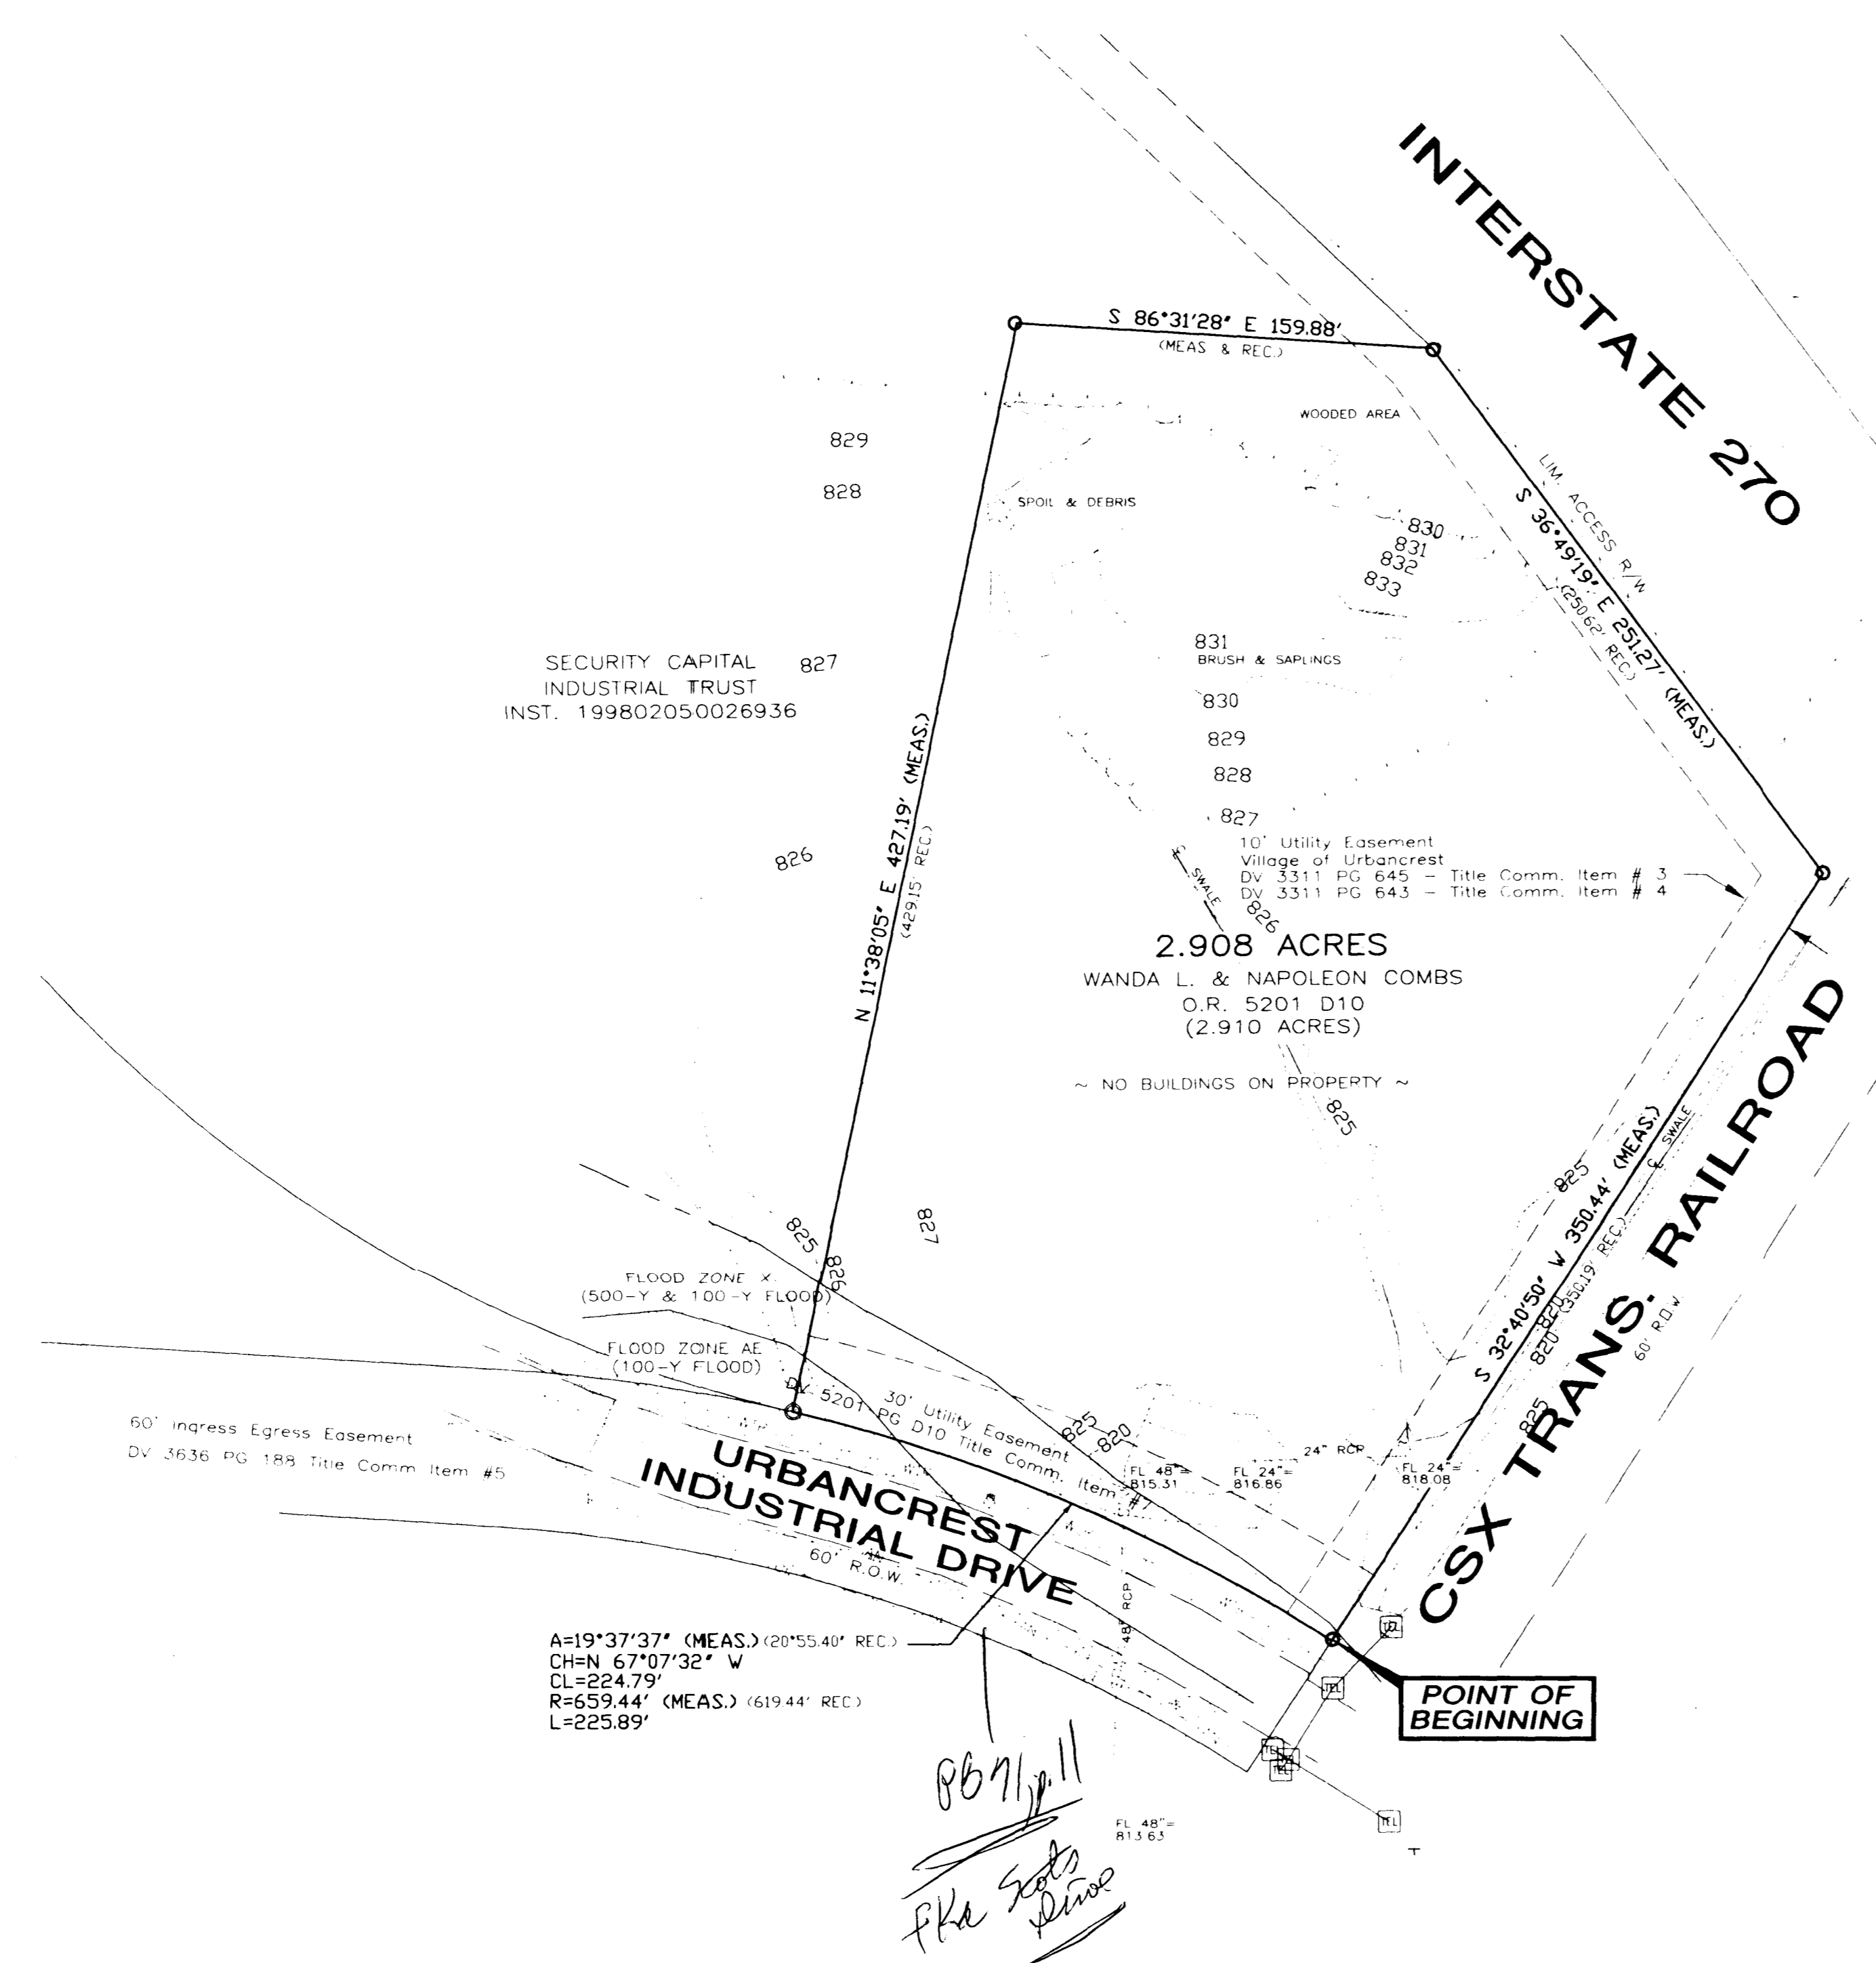 INTERSTATE 270
S 86°31'28" E 159.88'
(MEAS & REC.)
WOODED AREA
829
828
SPOIL & DEBRIS
LIM. ACCESS R/W
S 36°49'19" E 251.27' (MEAS.)
(250.62' REC.)
830
831
832
833
SECURITY CAPITAL
INDUSTRIAL TRUST
INST. 199802050026936
827
831
BRUSH & SAPLINGS
830
829
828
827
N 11°38'05" E 427.19' (MEAS.)
(429.15' REC.)
826
10' Utility Easement
Village of Urbancrest
DV 3311 PG 645 - Title Comm. Item # 3
DV 3311 PG 643 - Title Comm. Item # 4
℄ SWALE
826
2.908 ACRES
WANDA L. & NAPOLEON COMBS
O.R. 5201 D10
(2.910 ACRES)
~ NO BUILDINGS ON PROPERTY ~
825
CSX TRANS. RAILROAD
60' R.O.W.
S 32°40'50" W 350.44' (MEAS.)
(350.19' REC.)
℄ SWALE
825
820
820
825
825
826
827
FLOOD ZONE X
(500-Y & 100-Y FLOOD)
FLOOD ZONE AE
(100-Y FLOOD)
30' Utility Easement
DV 5201 PG D10 Title Comm. Item #7
825
820
60' Ingress Egress Easement
DV 3636 PG 188 Title Comm Item #5
24" RCP
FL 48"=
815.31
FL 24"=
816.86
FL 24"=
818.08
URBANCREST
INDUSTRIAL DRIVE
60' R.O.W.
48" RCP
A=19°37'37" (MEAS.) (20°55.40" REC.)
CH=N 67°07'32" W
CL=224.79'
R=659.44' (MEAS.) (619.44' REC)
L=225.89'
TEL
TEL
TEL
TEL
TEL
POINT OF
BEGINNING
PB 71, p. 11
FL 48"=
813.63
T
fka Scots
Drive